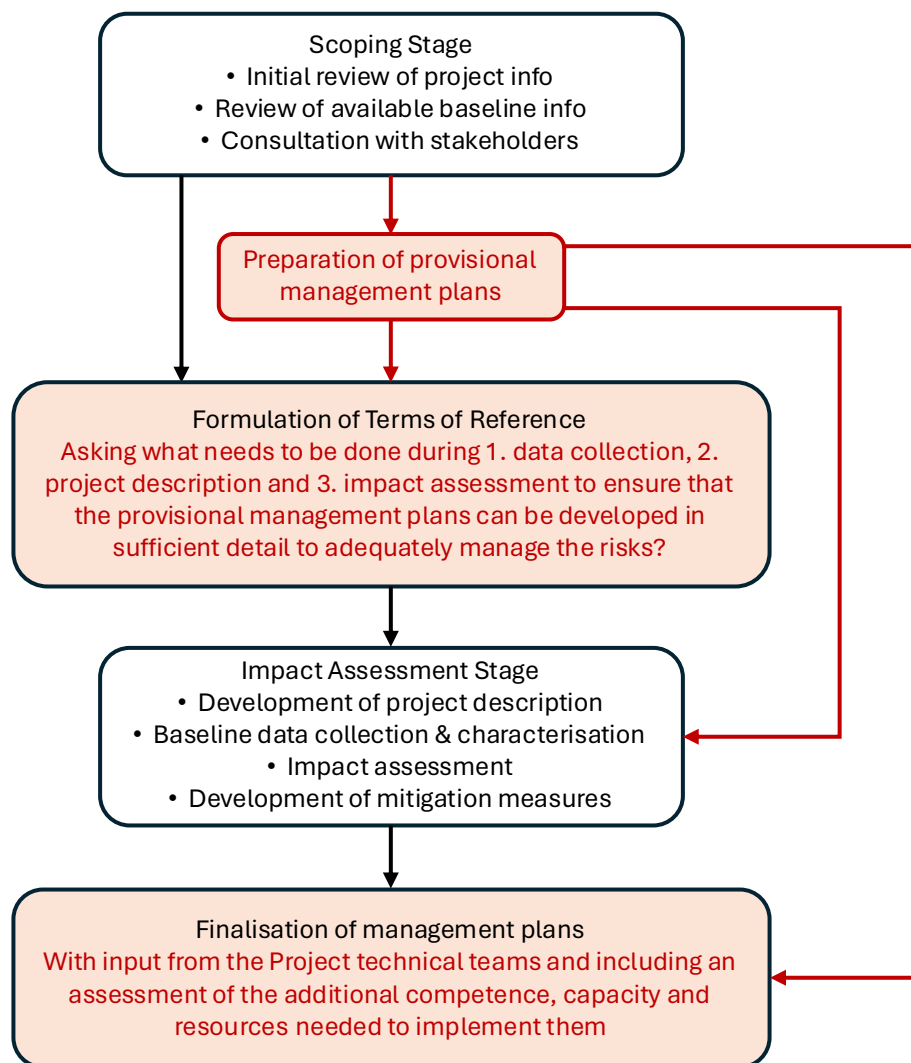 Scoping Stage
• Initial review of project info
• Review of available baseline info
• Consultation with stakeholders
Preparation of provisional
management plans
Formulation of Terms of Reference
Asking what needs to be done during 1. data collection, 2.
project description and 3. impact assessment to ensure that
the provisional management plans can be developed in
sufficient detail to adequately manage the risks?
Impact Assessment Stage
• Development of project description
• Baseline data collection & characterisation
• Impact assessment
• Development of mitigation measures
Finalisation of management plans
With input from the Project technical teams and including an
assessment of the additional competence, capacity and
resources needed to implement them